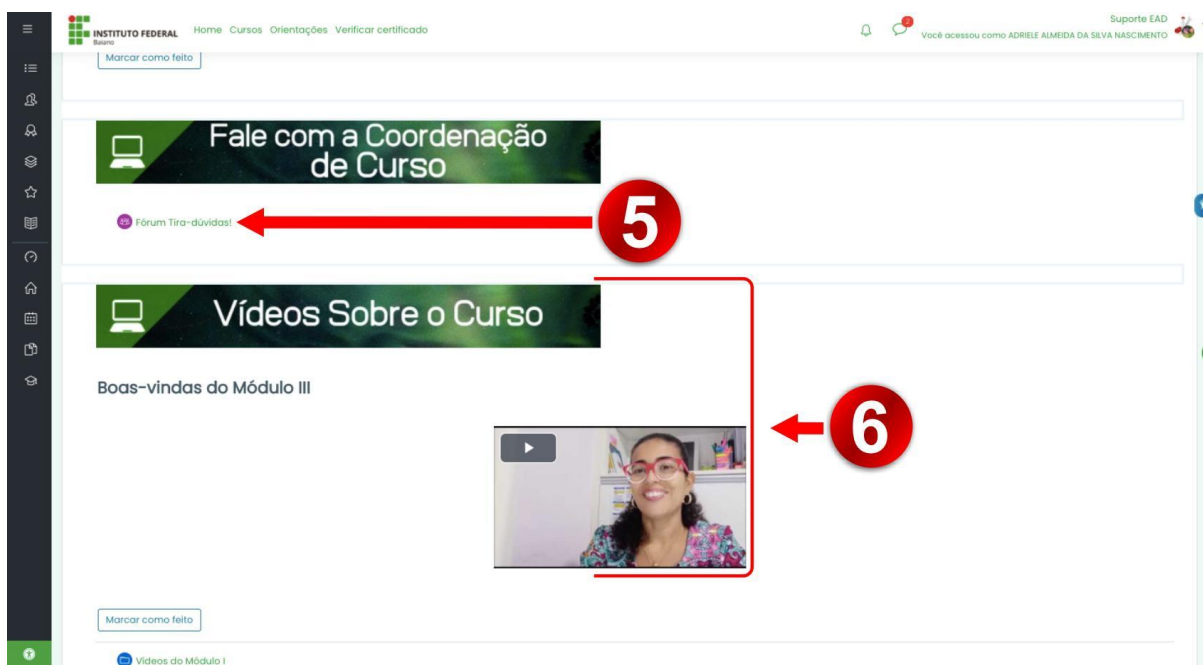 INSTITUTO FEDERAL
Baiano
Home Cursos Orientações Verificar certificado
2
Suporte EAD
Você acessou como ADRIELE ALMEIDA DA SILVA NASCIMENTO
Marcar como feito
Fale com a Coordenação
de Curso
Fórum Tira-dúvidas!
5
Vídeos Sobre o Curso
Boas-vindas do Módulo III
6
Marcar como feito
Vídeos do Módulo I